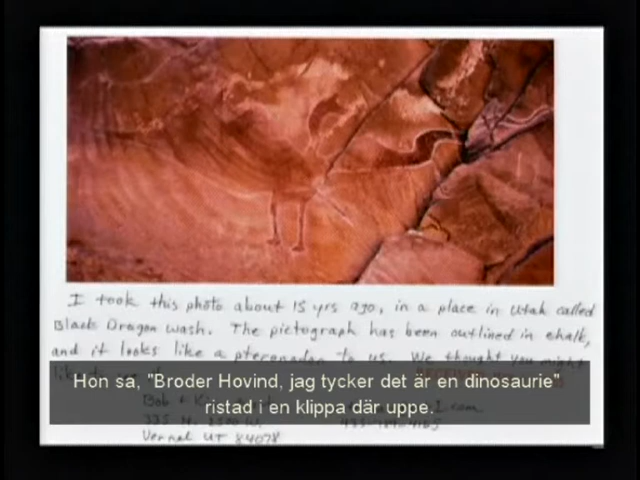 I took this photo about 15 yrs ago, in a place in Utah called
Black Dragon wash. The pictograph has been outlined in chalk,
and it looks like a pteranodon to us. We thought you might
Hon sa, "Broder Hovind, jag tycker det är en dinosaurie"
ristad i en klippa där uppe.
Vernal UT 84078